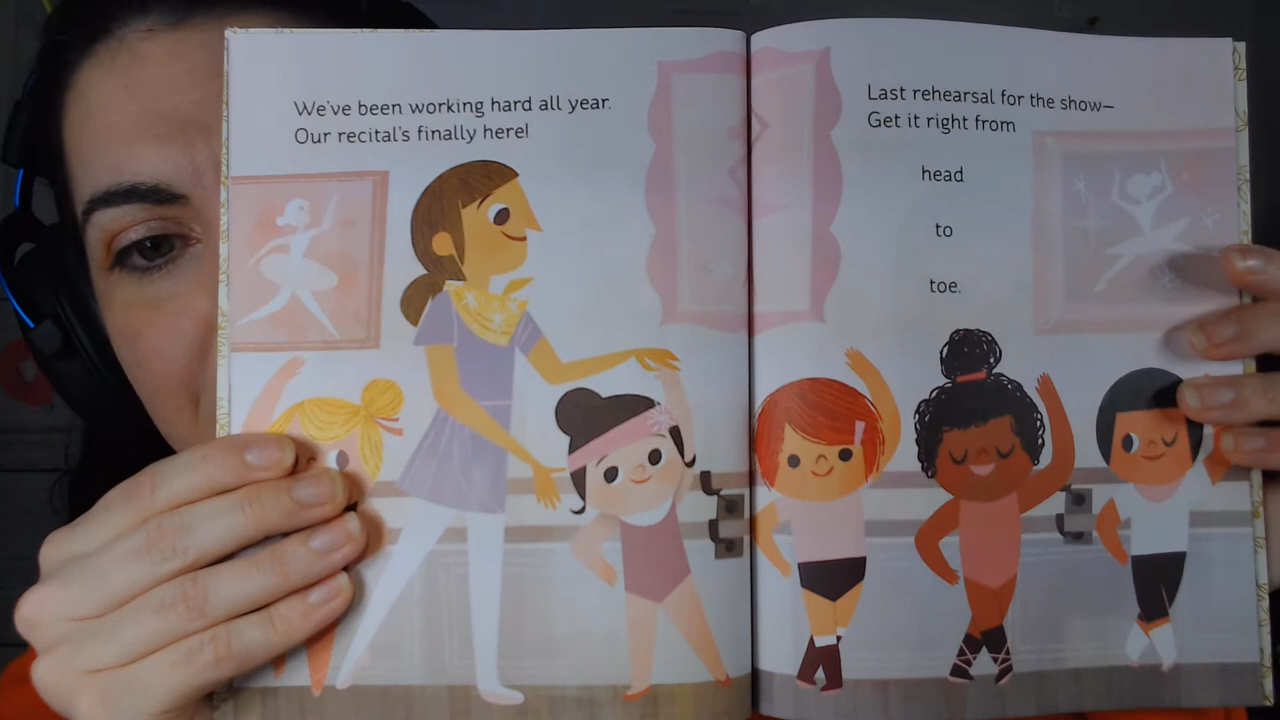 We've been working hard all year.
Our recital's finally here!
Last rehearsal for the show—
Get it right from
head
to
toe.